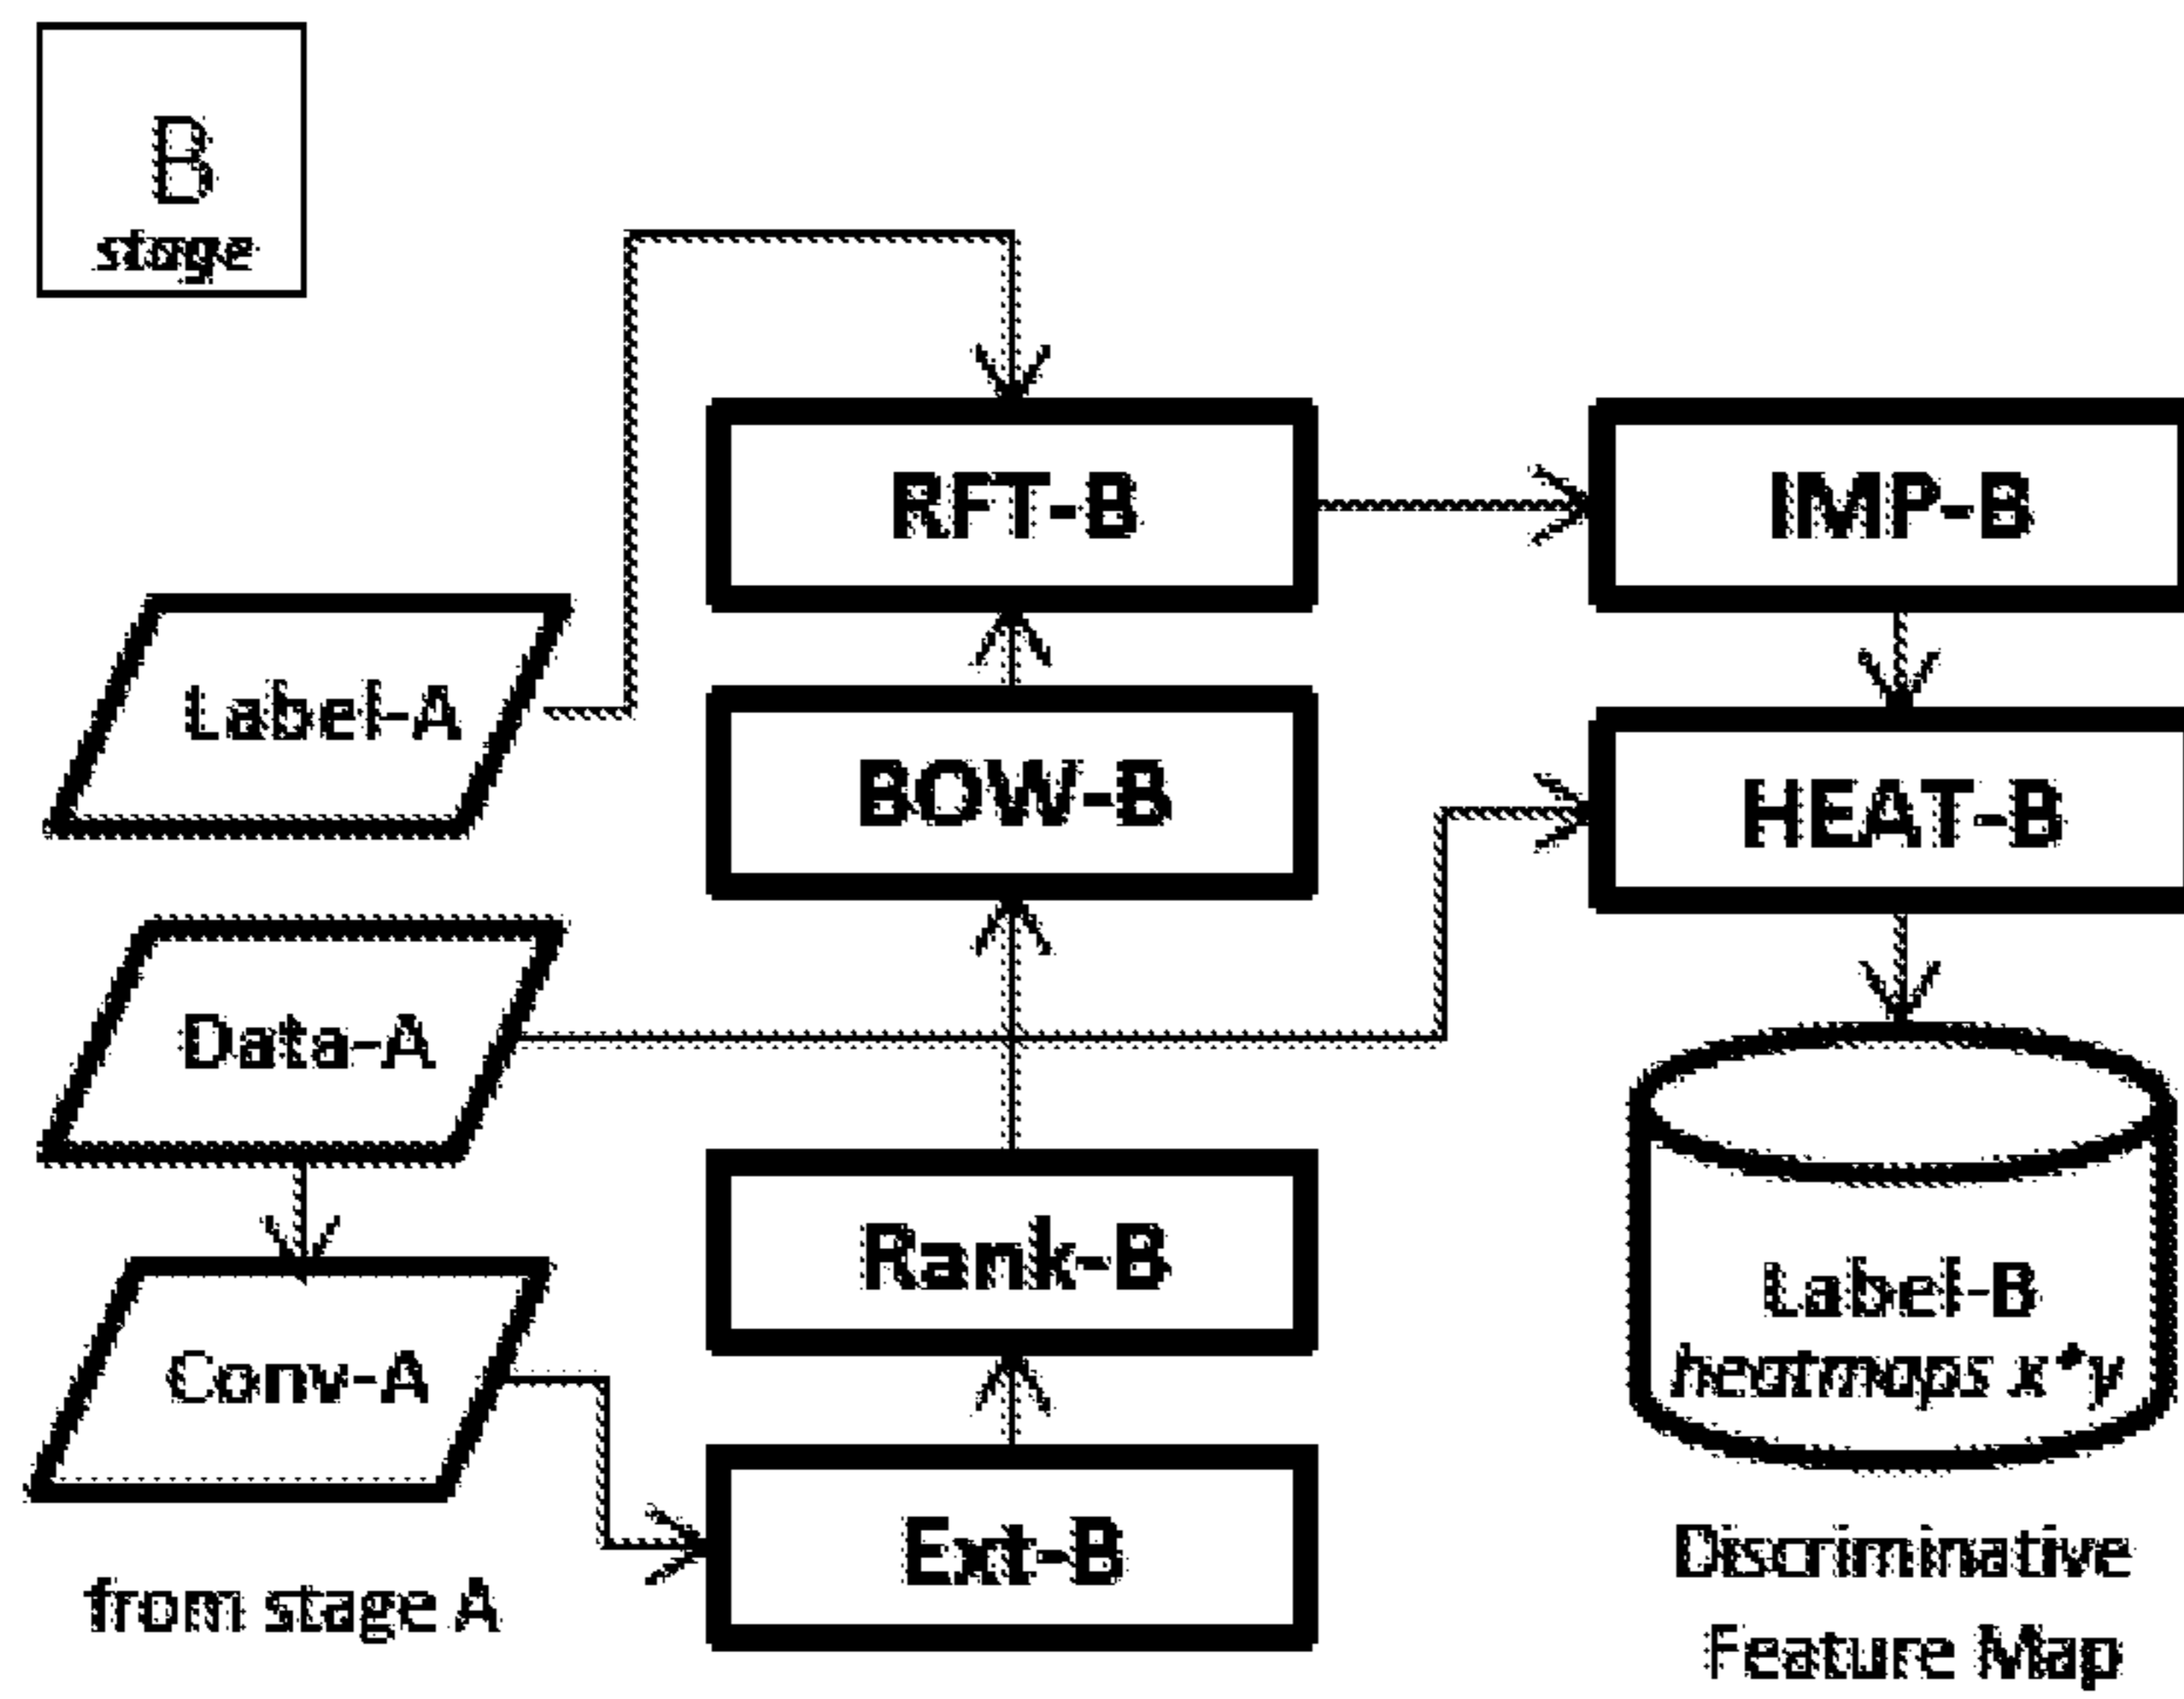 B
stage
RFT-B
IMP-B
Label-A
BOW-B
HEAT-B
Data-A
Rank-B
Label-B
heatmaps x*y
Conv-A
Ext-B
from stage A
Discriminative
Feature Map